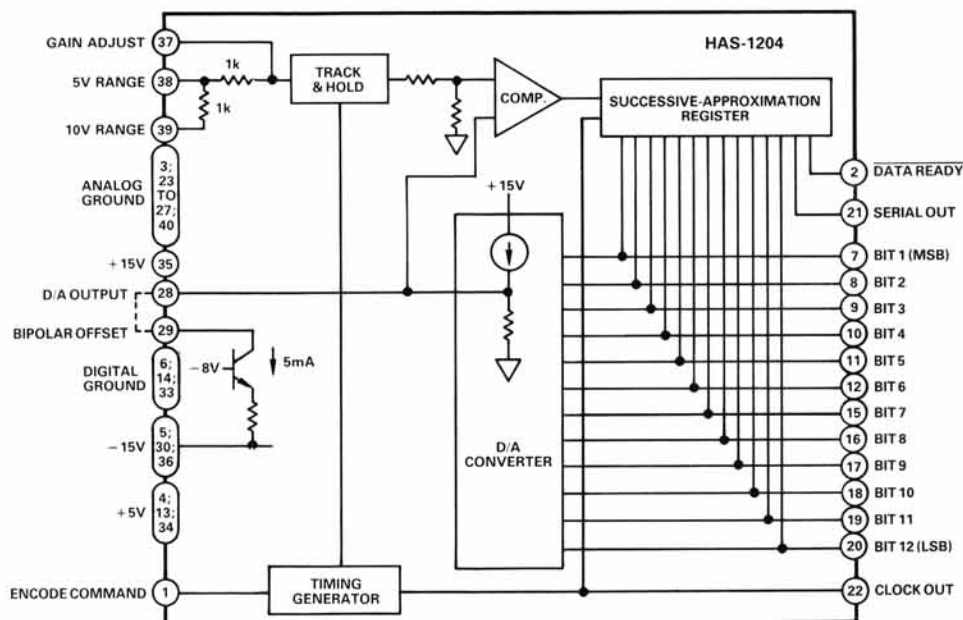 HAS-1204
GAIN ADJUST
37
5V RANGE
38
1k
1k
10V RANGE
39
TRACK
& HOLD
COMP.
SUCCESSIVE-APPROXIMATION
REGISTER
ANALOG
GROUND
3;
23
TO
27;
40
+15V
35
D/A OUTPUT
28
BIPOLAR OFFSET
29
DIGITAL
GROUND
6;
14;
33
-8V
5mA
-15V
5;
30;
36
+5V
4;
13;
34
ENCODE COMMAND
1
TIMING
GENERATOR
+15V
D/A
CONVERTER
2 DATA READY
21 SERIAL OUT
7 BIT 1 (MSB)
8 BIT 2
9 BIT 3
10 BIT 4
11 BIT 5
12 BIT 6
15 BIT 7
16 BIT 8
17 BIT 9
18 BIT 10
19 BIT 11
20 BIT 12 (LSB)
22 CLOCK OUT